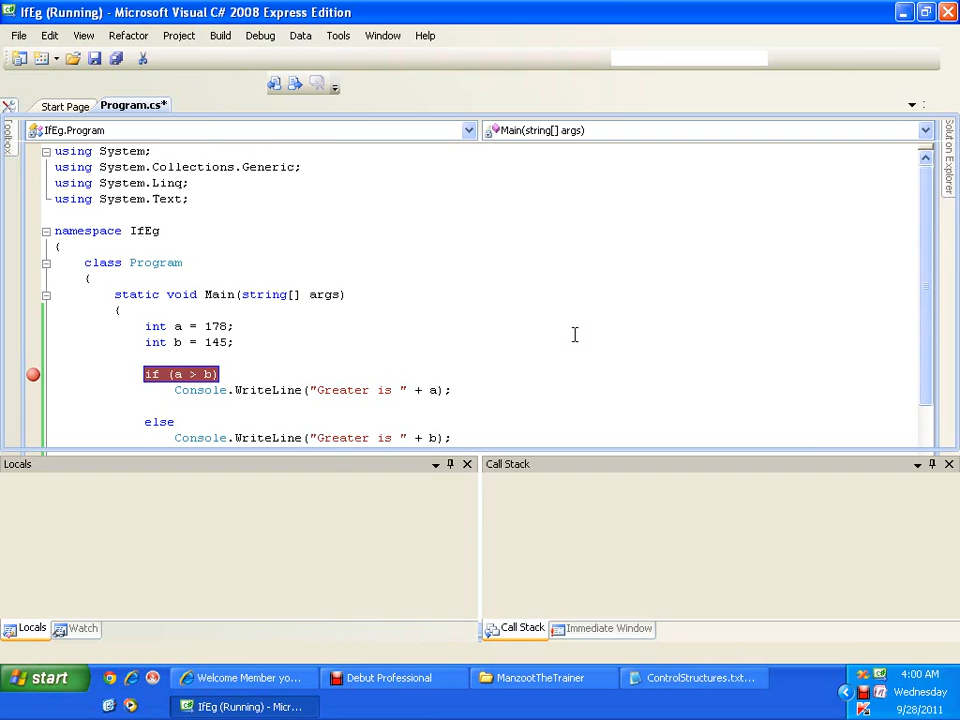 IfEg (Running) - Microsoft Visual C# 2008 Express Edition
File Edit View Refactor Project Build Debug Data Tools Window Help
Start Page Program.cs*
IfEg.Program Main(string[] args)
Toolbox
Solution Explorer
using System;
using System.Collections.Generic;
using System.Linq;
using System.Text;
namespace IfEg
{
class Program
{
static void Main(string[] args)
{
int a = 178;
int b = 145;
if (a > b)
Console.WriteLine("Greater is " + a);
else
Console.WriteLine("Greater is " + b);
Locals Call Stack
Locals Watch Call Stack Immediate Window
start Welcome Member yo... Debut Professional ManzootTheTrainer ControlStructures.txt... 4:00 AM
Wednesday
IfEg (Running) - Micr... 9/28/2011